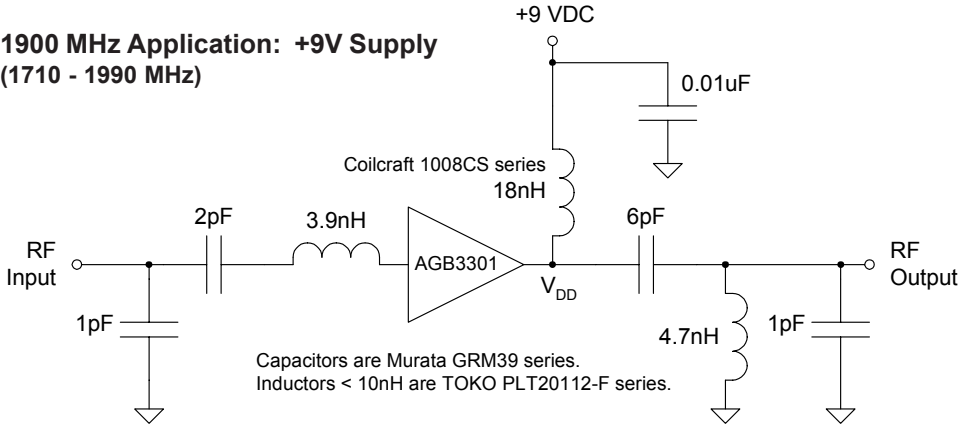 +9 VDC
1900 MHz Application: +9V Supply
(1710 - 1990 MHz)
0.01uF
Coilcraft 1008CS series
18nH
2pF
3.9nH
6pF
RF
Input
AGB3301
RF
Output
VDD
1pF
4.7nH
1pF
Capacitors are Murata GRM39 series.
Inductors < 10nH are TOKO PLT20112-F series.